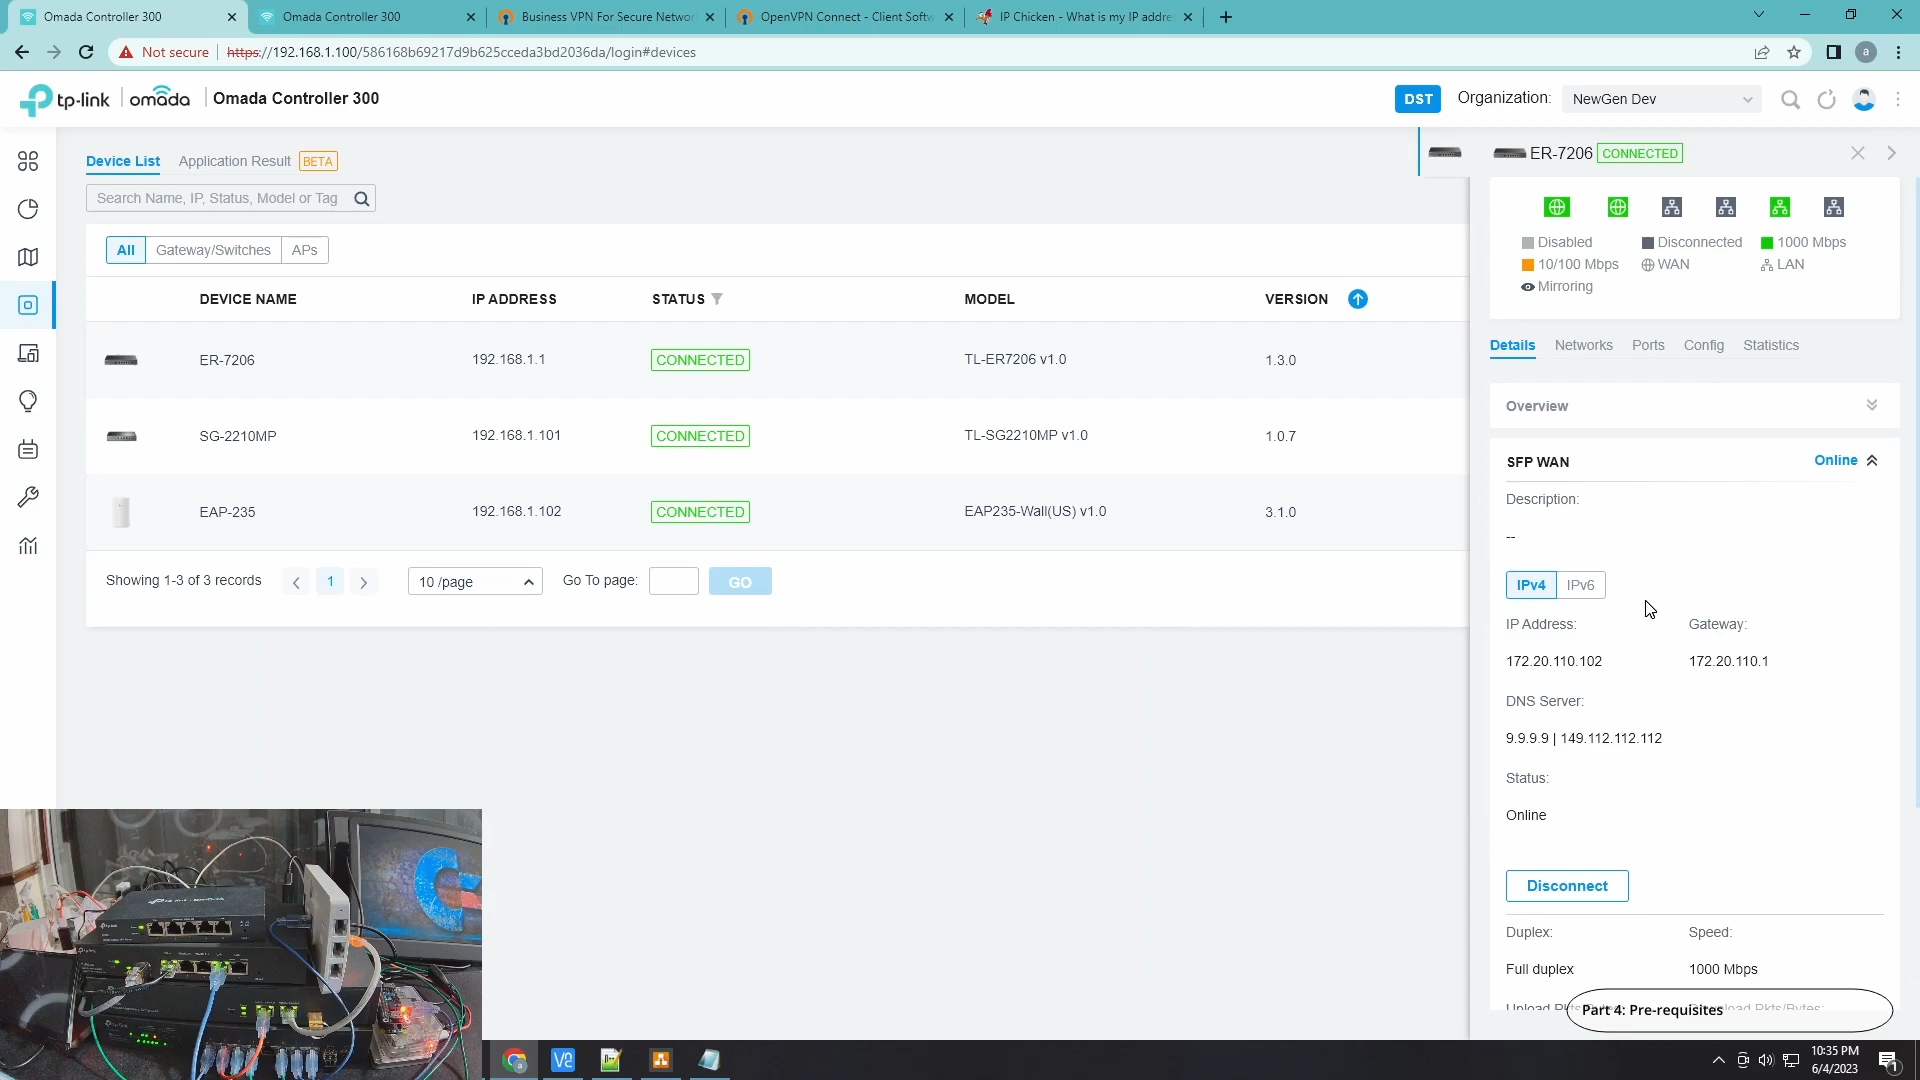 Omada Controller 300
Omada Controller 300
Business VPN For Secure Networ
OpenVPN Connect - Client Softw
IP Chicken - What is my IP addre
Not secure
https://192.168.1.100/586168b69217d9b625cceda3bd2036da/login#devices
a
tp-link
omada
Omada Controller 300
DST
Organization:
NewGen Dev
Device List
Application Result
BETA
Search Name, IP, Status, Model or Tag
All
Gateway/Switches
APs
DEVICE NAME
IP ADDRESS
STATUS
MODEL
VERSION
ER-7206
192.168.1.1
CONNECTED
TL-ER7206 v1.0
1.3.0
SG-2210MP
192.168.1.101
CONNECTED
TL-SG2210MP v1.0
1.0.7
EAP-235
192.168.1.102
CONNECTED
EAP235-Wall(US) v1.0
3.1.0
Showing 1-3 of 3 records
1
10 /page
Go To page:
GO
ER-7206
CONNECTED
Disabled
Disconnected
1000 Mbps
10/100 Mbps
WAN
LAN
Mirroring
Details
Networks
Ports
Config
Statistics
Overview
SFP WAN
Online
Description:
--
IPv4
IPv6
IP Address:
Gateway:
172.20.110.102
172.20.110.1
DNS Server:
9.9.9.9 | 149.112.112.112
Status:
Online
Disconnect
Duplex:
Speed:
Full duplex
1000 Mbps
Part 4: Pre-requisites
10:35 PM
6/4/2023
1